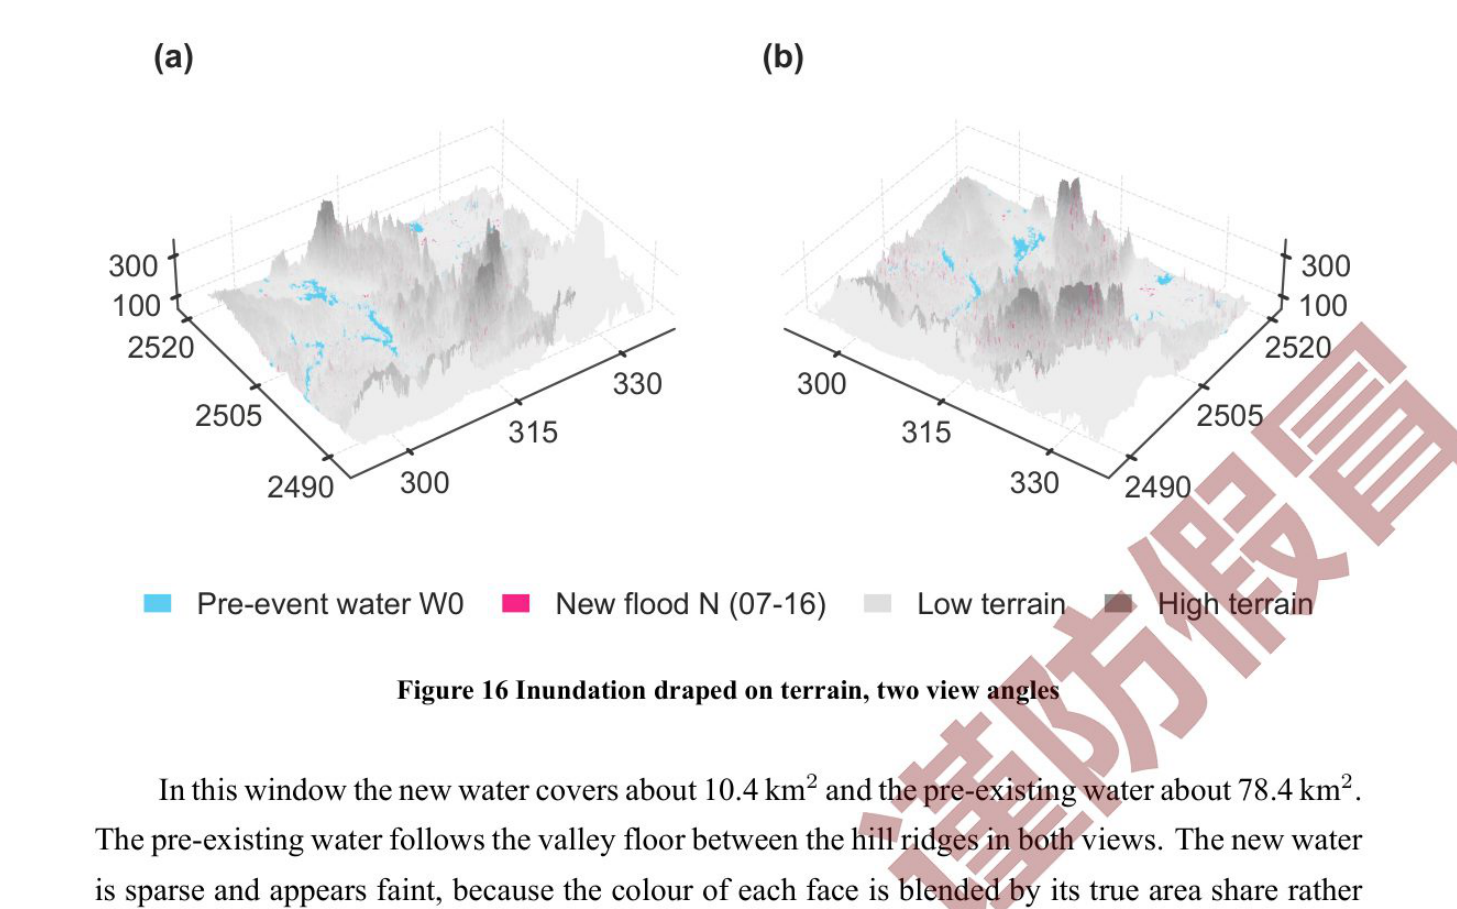 (a)
(b)
300
100
2520
2505
2490
300
315
330
300
100
2520
2505
2490
300
315
330
Pre-event water W0 New flood N (07-16) Low terrain High terrain
Figure 16 Inundation draped on terrain, two view angles
In this window the new water covers about 10.4 km² and the pre-existing water about 78.4 km².
The pre-existing water follows the valley floor between the hill ridges in both views. The new water
is sparse and appears faint, because the colour of each face is blended by its true area share rather
謹防假冒